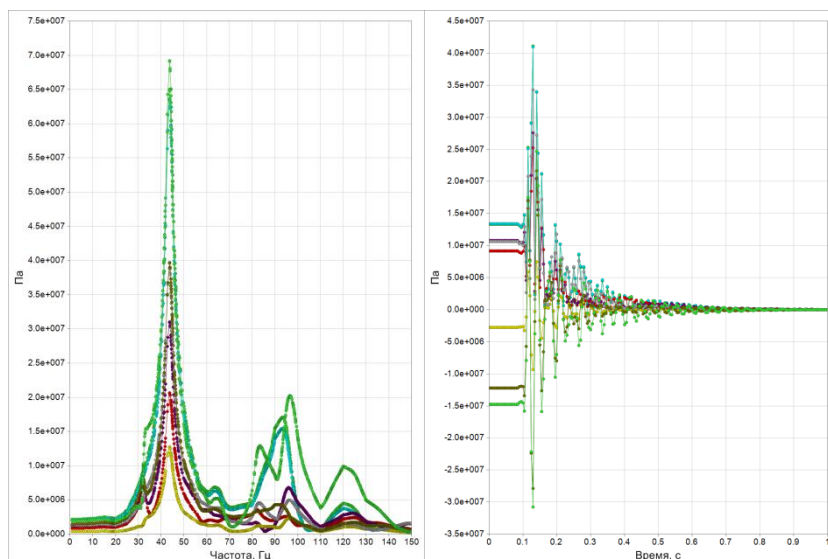 7.5e+007
7.0e+007
6.5e+007
6.0e+007
5.5e+007
5.0e+007
4.5e+007
4.0e+007
3.5e+007
3.0e+007
2.5e+007
2.0e+007
1.5e+007
1.0e+007
5.0e+006
0.0e+000
Па
0 10 20 30 40 50 60 70 80 90 100 110 120 130 140 150
Частота, Гц
4.5e+007
4.0e+007
3.5e+007
3.0e+007
2.5e+007
2.0e+007
1.5e+007
1.0e+007
5.0e+006
0.0e+000
-5.0e+006
-1.0e+007
-1.5e+007
-2.0e+007
-2.5e+007
-3.0e+007
-3.5e+007
Па
0 0.1 0.2 0.3 0.4 0.5 0.6 0.7 0.8 0.9 1
Время, с